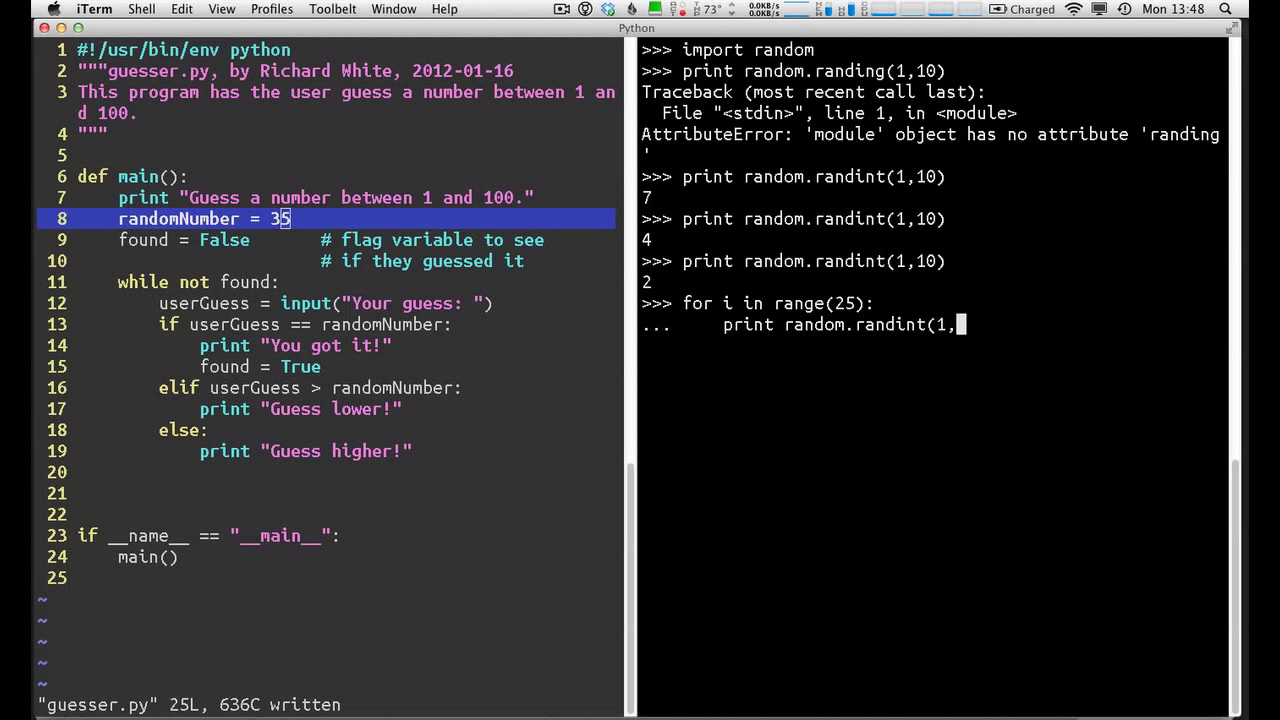 iTerm Shell Edit View Profiles Toolbelt Window Help 73° 0.0KB/s 0.0KB/s Charged Mon 13:48
Python
1 #!/usr/bin/env python
2 """guesser.py, by Richard White, 2012-01-16
3 This program has the user guess a number between 1 an
d 100.
4 """
5
6 def main():
7 print "Guess a number between 1 and 100."
8 randomNumber = 35
9 found = False # flag variable to see
10 # if they guessed it
11 while not found:
12 userGuess = input("Your guess: ")
13 if userGuess == randomNumber:
14 print "You got it!"
15 found = True
16 elif userGuess > randomNumber:
17 print "Guess lower!"
18 else:
19 print "Guess higher!"
20
21
22
23 if __name__ == "__main__":
24 main()
25
~
~
~
~
~
"guesser.py" 25L, 636C written
>>> import random
>>> print random.randing(1,10)
Traceback (most recent call last):
File "<stdin>", line 1, in <module>
AttributeError: 'module' object has no attribute 'randing
'
>>> print random.randint(1,10)
7
>>> print random.randint(1,10)
4
>>> print random.randint(1,10)
2
>>> for i in range(25):
... print random.randint(1,